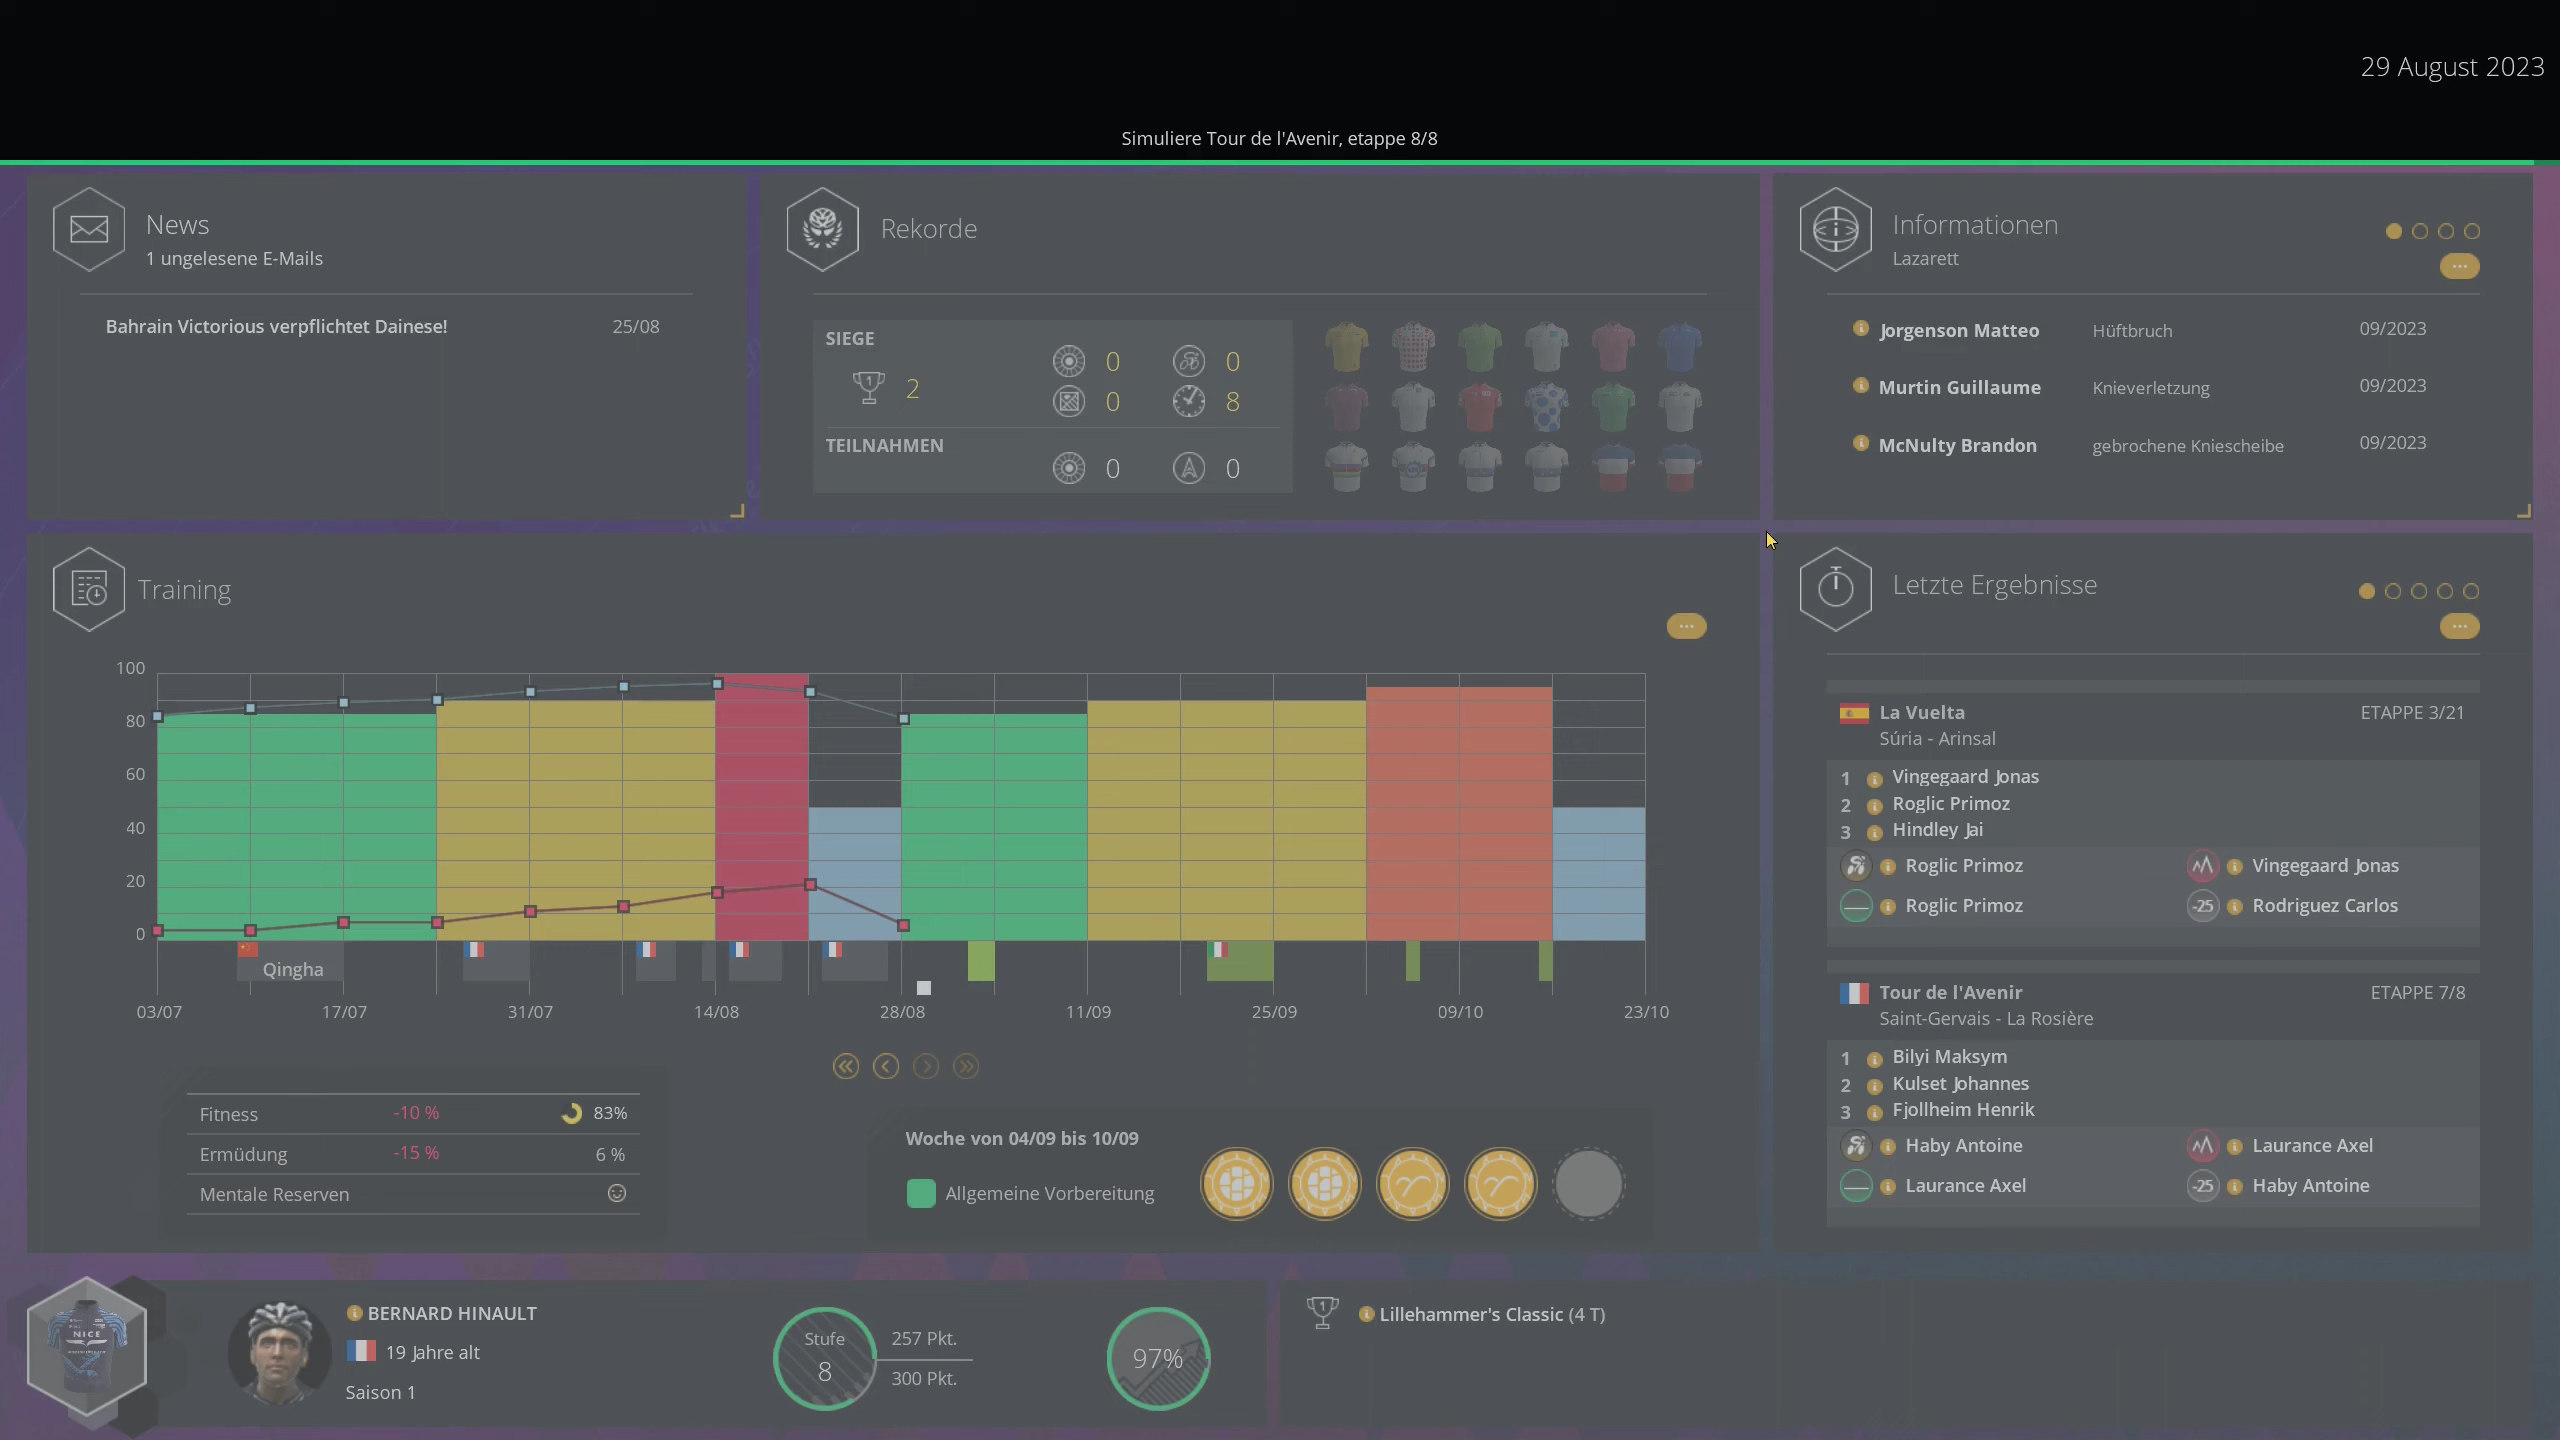 29 August 2023
Simuliere Tour de l'Avenir, etappe 8/8
News
1 ungelesene E-Mails
Bahrain Victorious verpflichtet Dainese! 25/08
Rekorde
SIEGE
2 0 0
0 8
TEILNAHMEN
0 0
Informationen
Lazarett
Jorgenson Matteo Hüftbruch 09/2023
Murtin Guillaume Knieverletzung 09/2023
McNulty Brandon gebrochene Kniescheibe 09/2023
Training
100
80
60
40
20
0
Qingha
03/07 17/07 31/07 14/08 28/08 11/09 25/09 09/10 23/10
Fitness -10 % 83%
Ermüdung -15 % 6 %
Mentale Reserven
Woche von 04/09 bis 10/09
Allgemeine Vorbereitung
Letzte Ergebnisse
La Vuelta ETAPPE 3/21
Súria - Arinsal
1 Vingegaard Jonas
2 Roglic Primoz
3 Hindley Jai
Roglic Primoz Vingegaard Jonas
Roglic Primoz -25 Rodriguez Carlos
Tour de l'Avenir ETAPPE 7/8
Saint-Gervais - La Rosière
1 Bilyi Maksym
2 Kulset Johannes
3 Fjollheim Henrik
Haby Antoine Laurance Axel
Laurance Axel -25 Haby Antoine
NICE
BERNARD HINAULT
19 Jahre alt
Saison 1
Stufe
8
257 Pkt.
300 Pkt.
97%
Lillehammer's Classic (4 T)